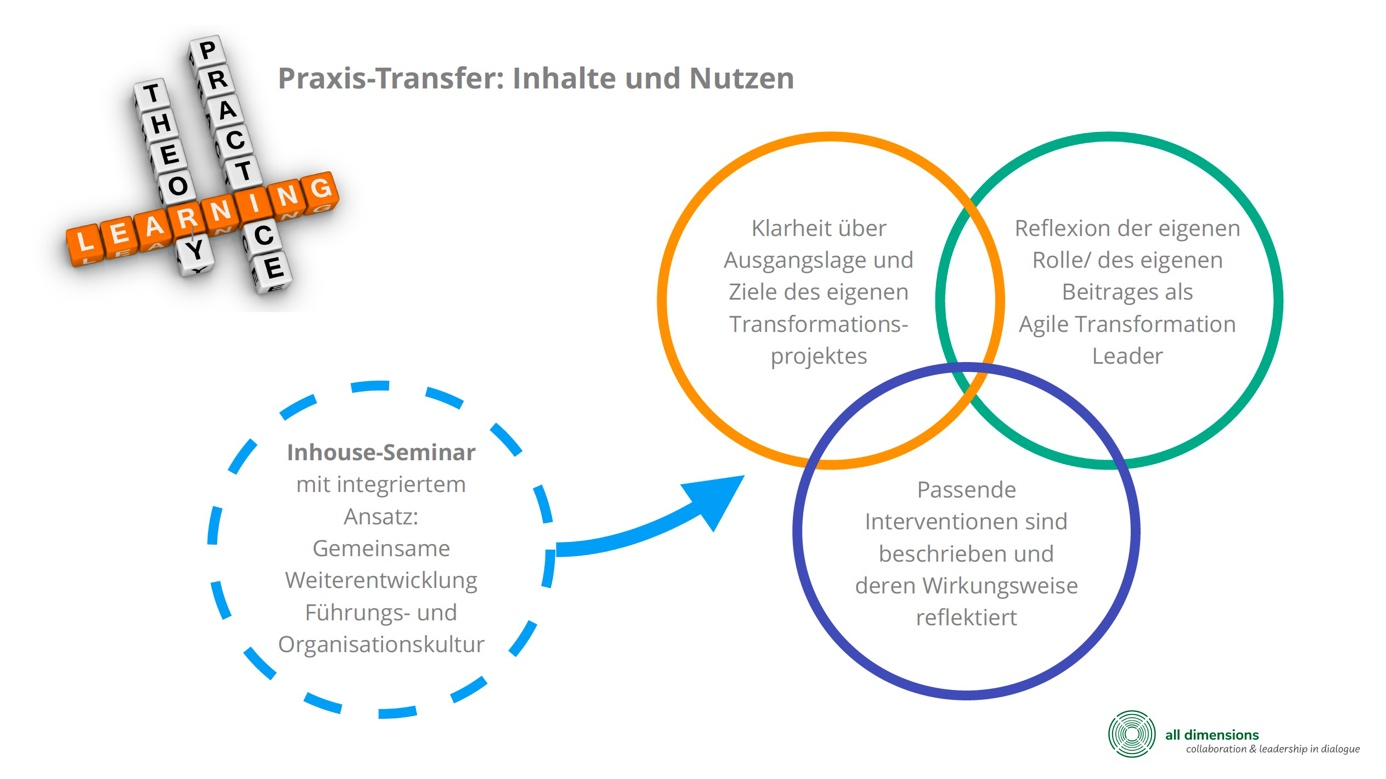 Praxis-Transfer: Inhalte und Nutzen
THEORY
PRACTICE
LEARNING
Klarheit über
Ausgangslage und
Ziele des eigenen
Transformations-
projektes
Reflexion der eigenen
Rolle/ des eigenen
Beitrages als
Agile Transformation
Leader
Inhouse-Seminar
mit integriertem
Ansatz:
Gemeinsame
Weiterentwicklung
Führungs- und
Organisationskultur
Passende
Interventionen sind
beschrieben und
deren Wirkungsweise
reflektiert
all dimensions
collaboration & leadership in dialogue